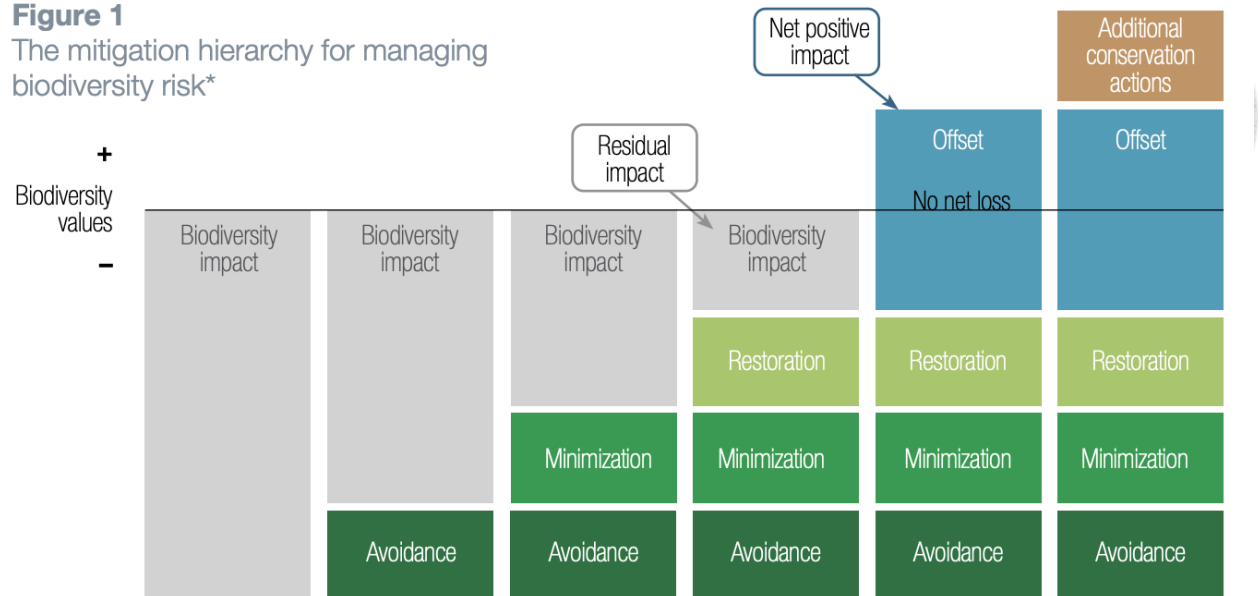 Figure 1
The mitigation hierarchy for managing
biodiversity risk*
Net positive
impact
Additional
conservation
actions
+
Biodiversity
values
–
Residual
impact
Offset
Offset
No net loss
Biodiversity
impact
Biodiversity
impact
Biodiversity
impact
Biodiversity
impact
Restoration
Restoration
Restoration
Minimization
Minimization
Minimization
Minimization
Avoidance
Avoidance
Avoidance
Avoidance
Avoidance